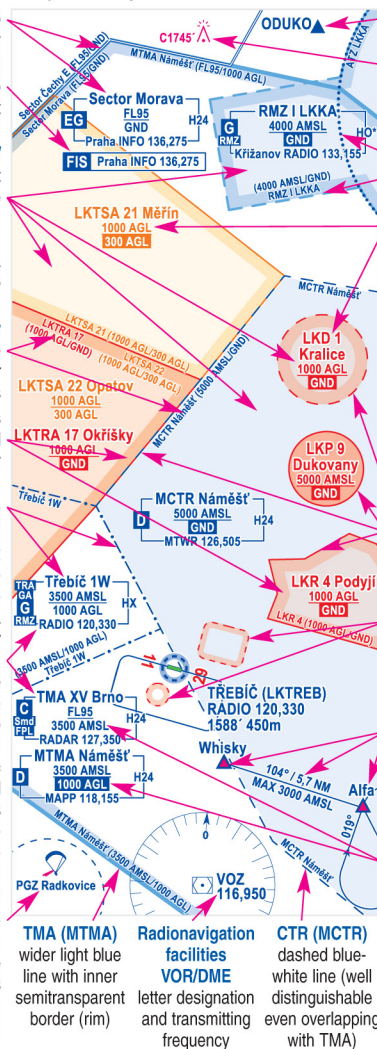 ODUKO
C1745´
AFZ LKKA
MTMA Náměšť (FL95/1000 AGL)
Sector Čechy E (FL95/GND)
Sector Morava (FL95/GND)
Sector Morava
EG
FL95
GND
H24
Praha INFO 136,275
FIS Praha INFO 136,275
RMZ I LKKA
G
RMZ
4000 AMSL
GND
HO*
Křižanov RADIO 133,155
(4000 AMSL/GND)
RMZ I LKKA
LKTSA 21 Měřín
1000 AGL
300 AGL
MCTR Náměšť
LKTSA 21 (1000 AGL/300 AGL)
LKTRA 17
(1000 AGL/GND)
LKTSA 22
(1000 AGL/300 AGL)
MCTR Náměšť (5000 AMSL/GND)
LKD 1
Kralice
1000 AGL
GND
LKTSA 22 Opatov
1000 AGL
300 AGL
LKTRA 17 Okříšky
1000 AGL
GND
LKP 9
Dukovany
5000 AMSL
GND
Třebíč 1W
MCTR Náměšť
D
5000 AMSL
GND
H24
MTWR 126,505
LKR 4 Podyjí
1000 AGL
GND
LKR 4 (1000 AGL/GND)
TRA
GA
G
RMZ
Třebíč 1W
3500 AMSL
1000 AGL
HX
RADIO 120,330
(3500 AMSL/1000 AGL)
Třebíč 1W
11
29
TŘEBÍČ (LKTREB)
RÁDIO 120,330
1588´ 450m
C
Smd
FPL
TMA XV Brno
FL95
3500 AMSL
H24
RADAR 127,350
MTMA Náměšť
D
3500 AMSL
1000 AGL
H24
MAPP 118,155
Whisky
104° / 5,7 NM
MAX 3000 AMSL
Alfa
019°
MCTR Náměšť
MTMA Náměšť (3500 AMSL/1000 AGL)
0
VOZ
116,950
PGZ Radkovice
TMA (MTMA)
wider light blue
line with inner
semitransparent
border (rim)
Radionavigation
facilities
VOR/DME
letter designation
and transmitting
frequency
CTR (MCTR)
dashed blue-
white line (well
distinguishable
even overlapping
with TMA)